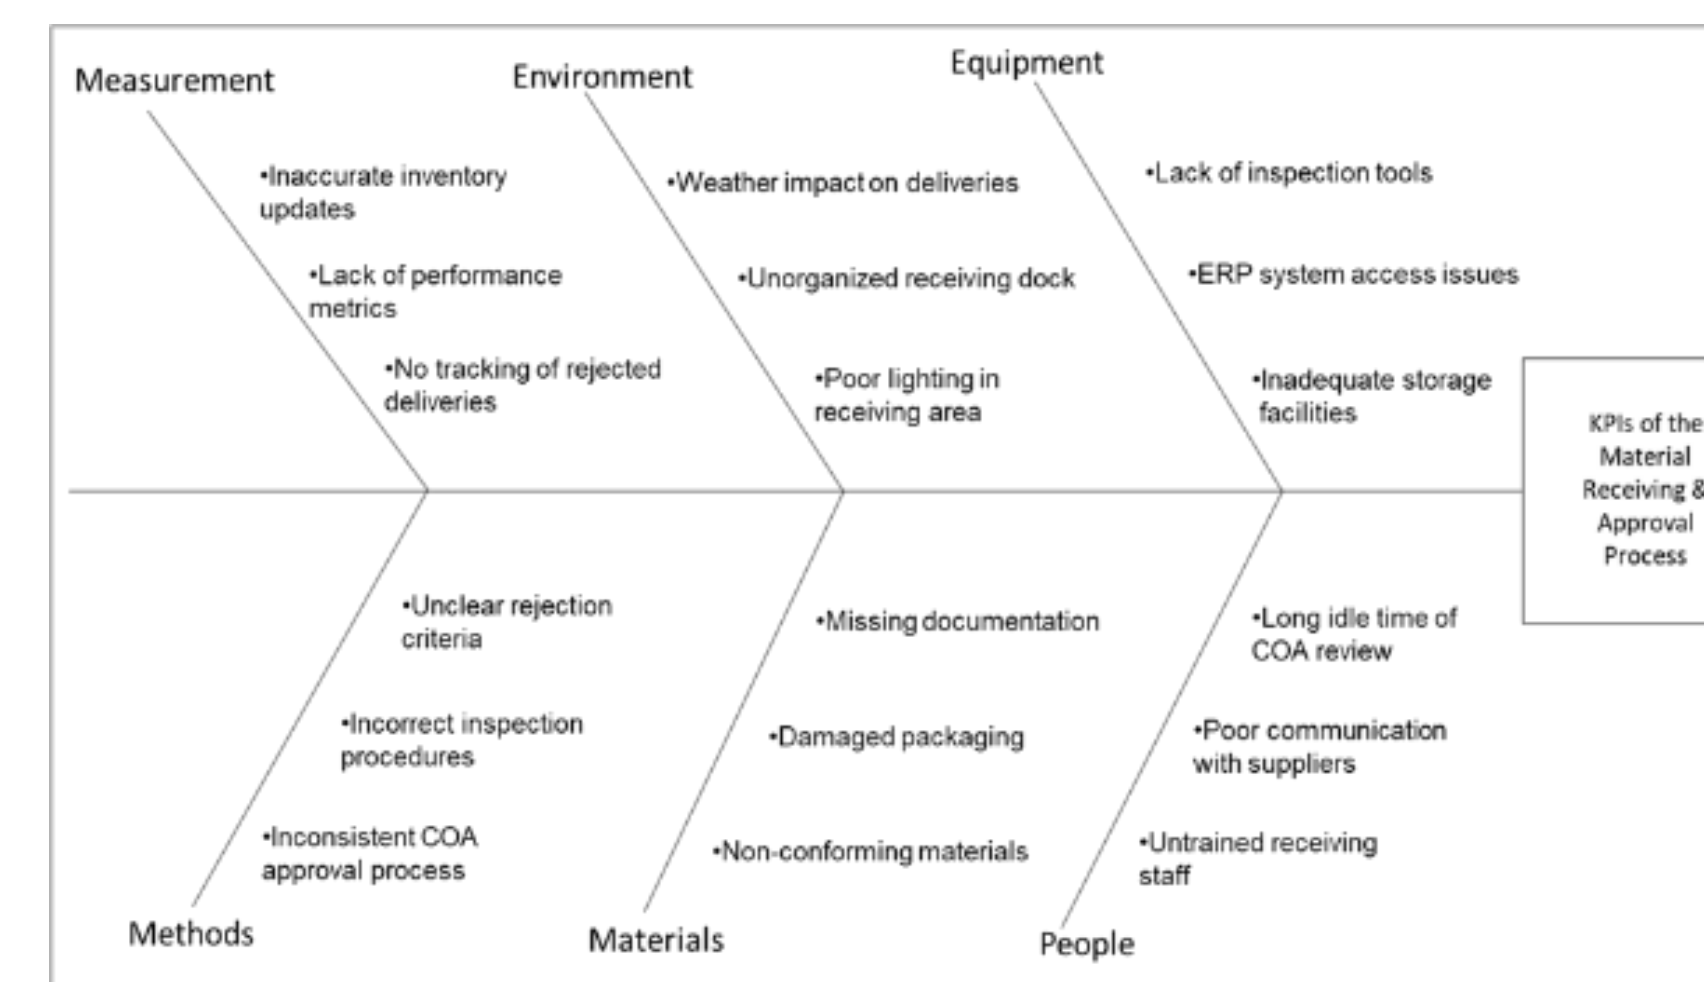 Measurement
Environment
Equipment
•Inaccurate inventory
updates
•Lack of performance
metrics
•No tracking of rejected
deliveries
•Weather impact on deliveries
•Unorganized receiving dock
•Poor lighting in
receiving area
•Lack of inspection tools
•ERP system access issues
•Inadequate storage
facilities
KPIs of the
Material
Receiving &
Approval
Process
•Unclear rejection
criteria
•Incorrect inspection
procedures
•Inconsistent COA
approval process
•Missing documentation
•Damaged packaging
•Non-conforming materials
•Long idle time of
COA review
•Poor communication
with suppliers
•Untrained receiving
staff
Methods
Materials
People